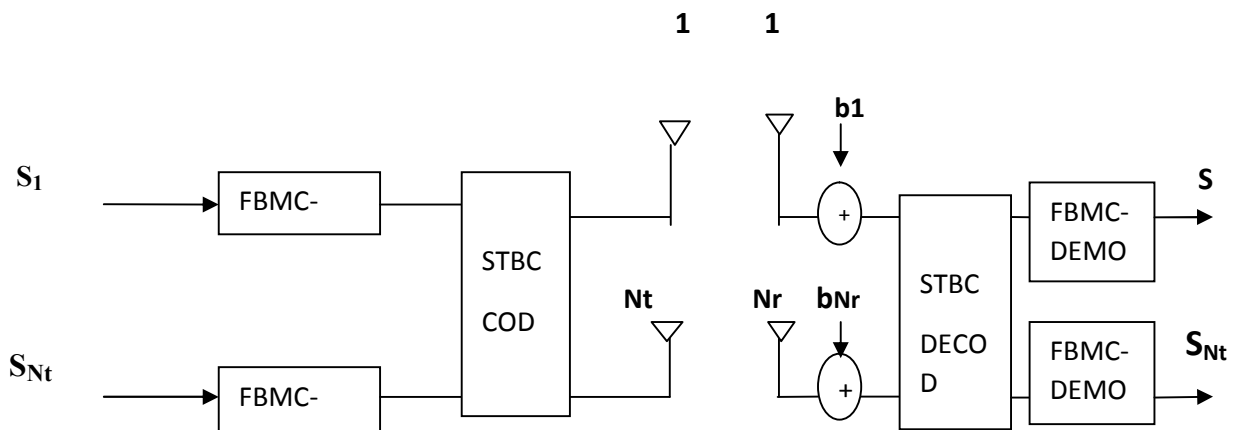 1 1
b1
S1
FBMC-
STBC
COD
+
STBC
DECO
D
FBMC-
DEMO
S
Nt
Nr
bNr
SNt
FBMC-
+
FBMC-
DEMO
SNt